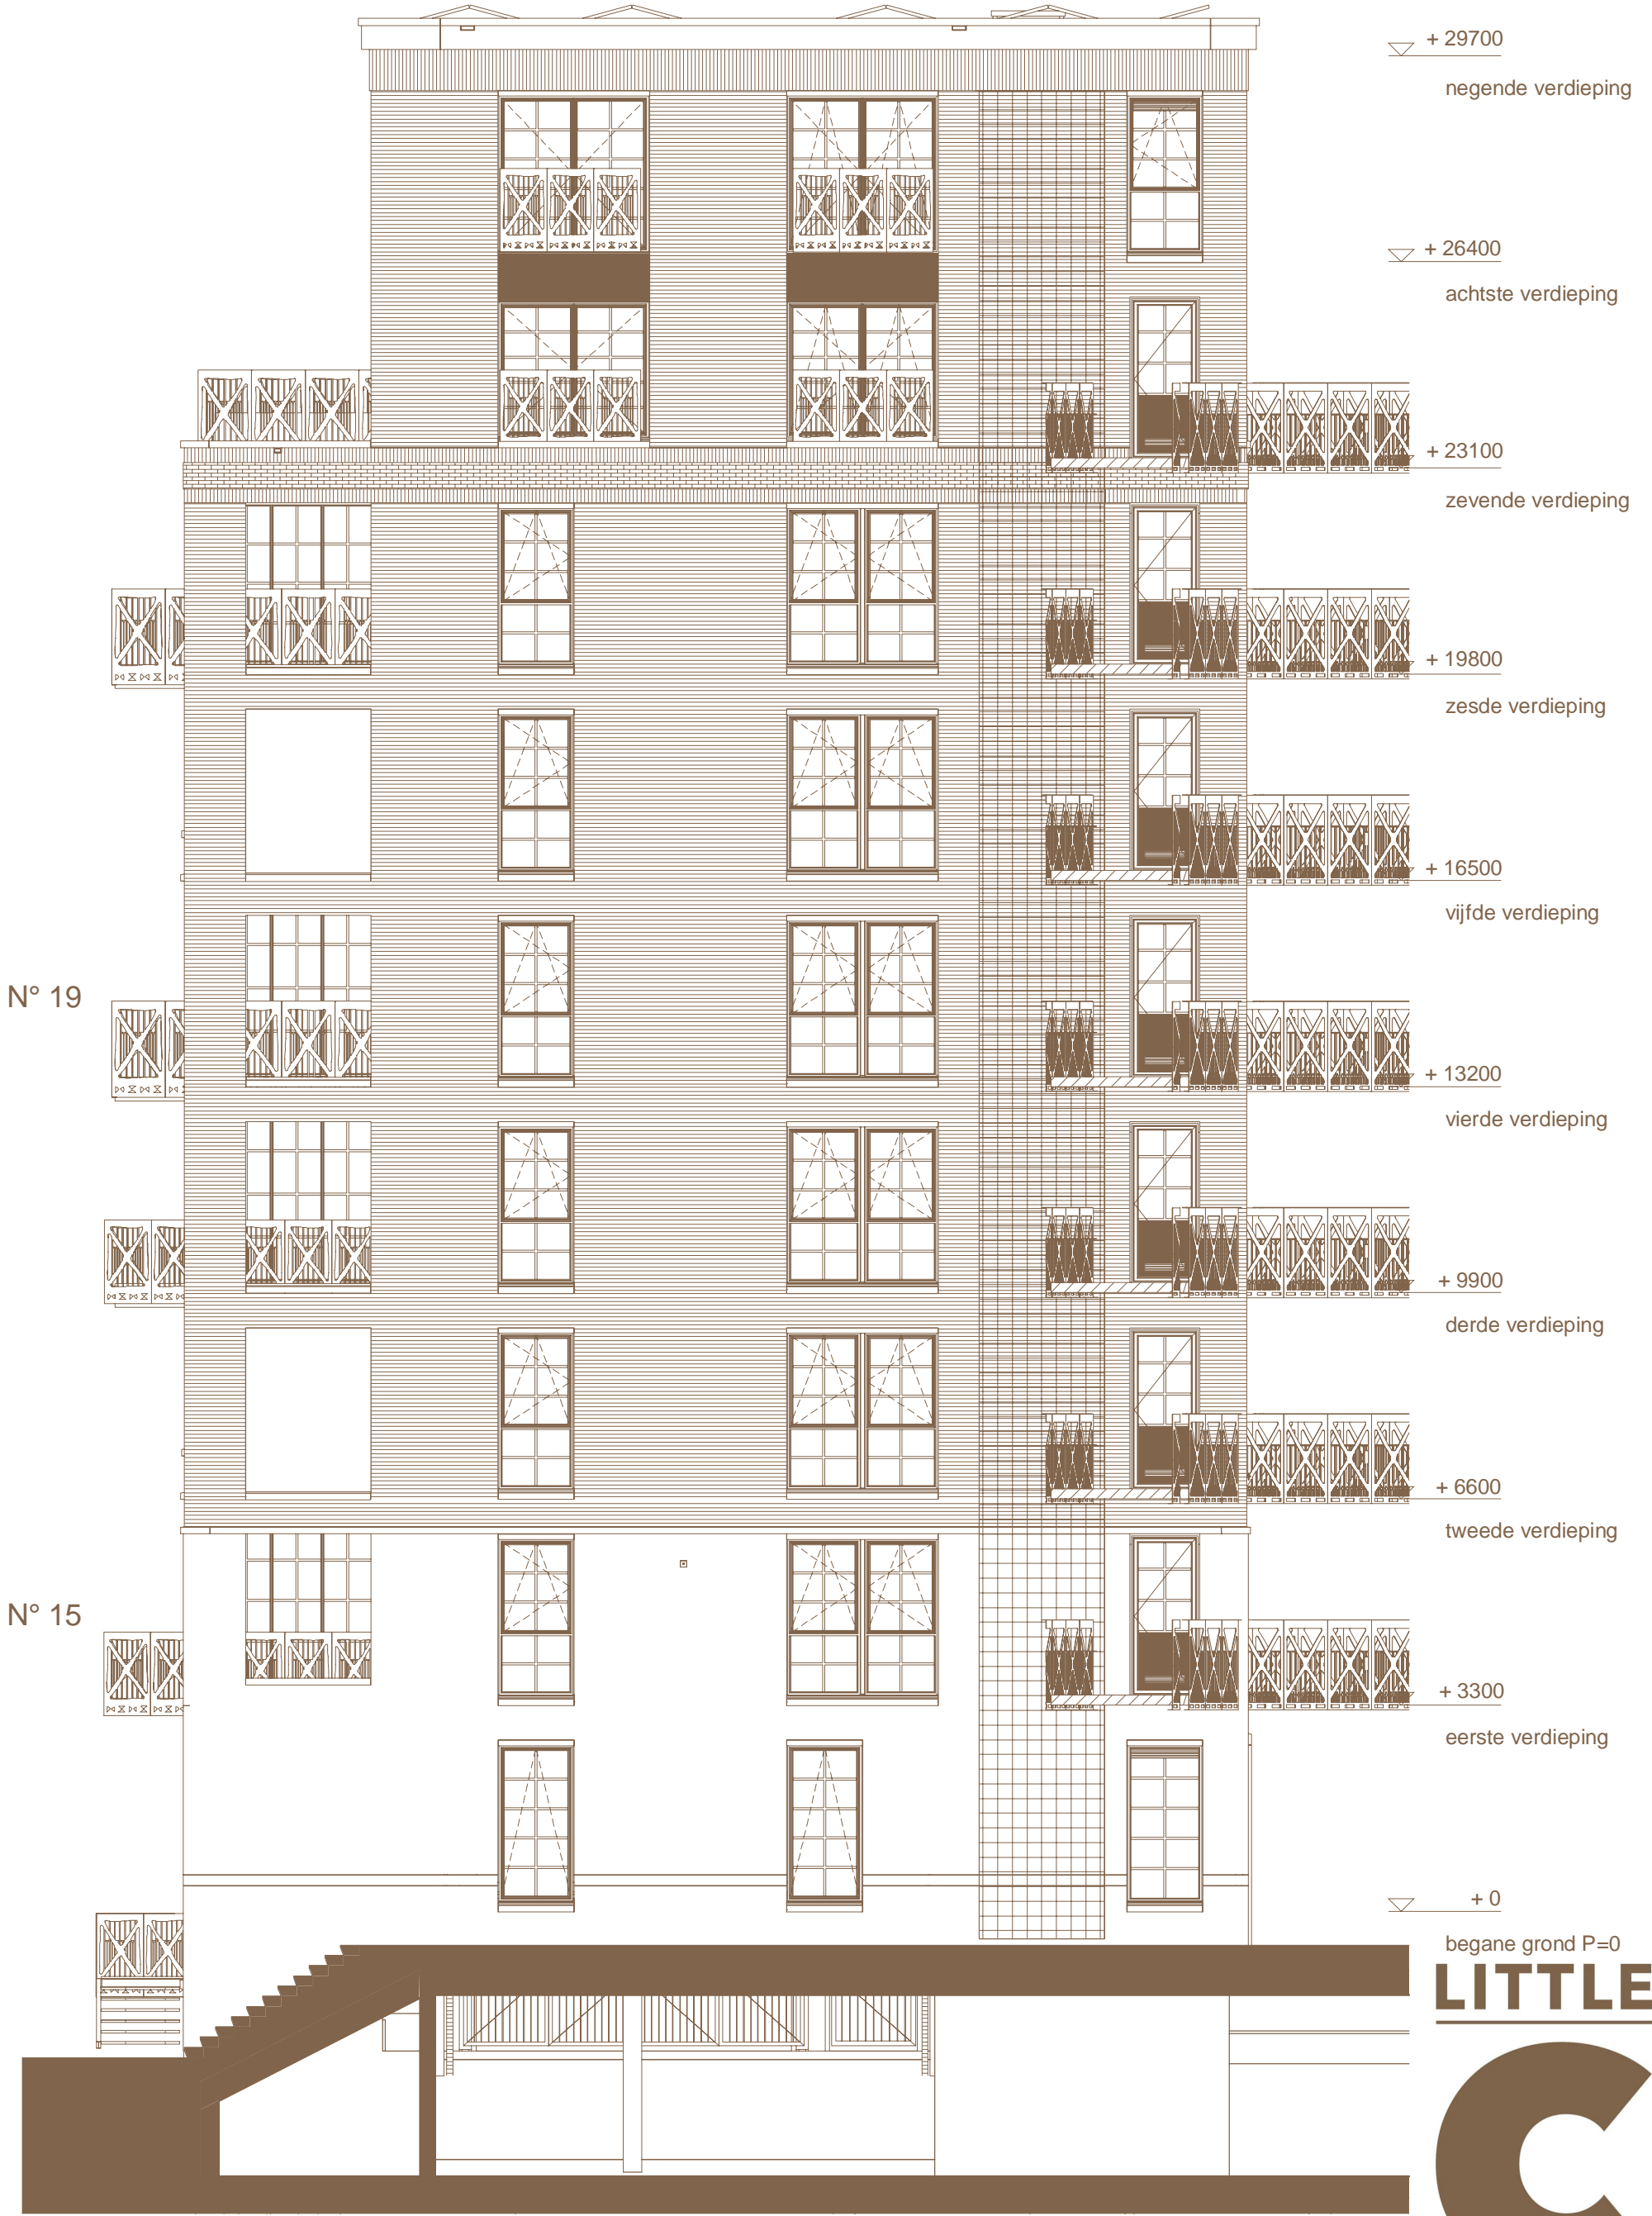 + 29700
negende verdieping
+ 26400
achtste verdieping
+ 23100
zevende verdieping
+ 19800
zesde verdieping
+ 16500
vijfde verdieping
N° 19
+ 13200
vierde verdieping
+ 9900
derde verdieping
+ 6600
tweede verdieping
N° 15
+ 3300
eerste verdieping
+ 0
begane grond P=0
LITTLE
C